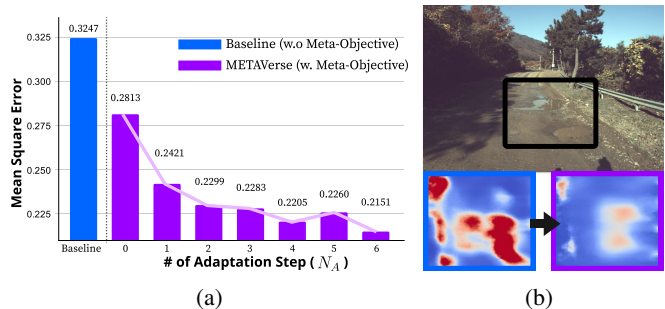 0.3247
0.325
0.300
0.275
0.250
0.225
Mean Square Error
Baseline (w.o Meta-Objective)
METAVerse (w. Meta-Objective)
0.2813
0.2421
0.2299
0.2283
0.2205
0.2260
0.2151
Baseline 0 1 2 3 4 5 6
# of Adaptation Step ( N_A )
(a)
(b)